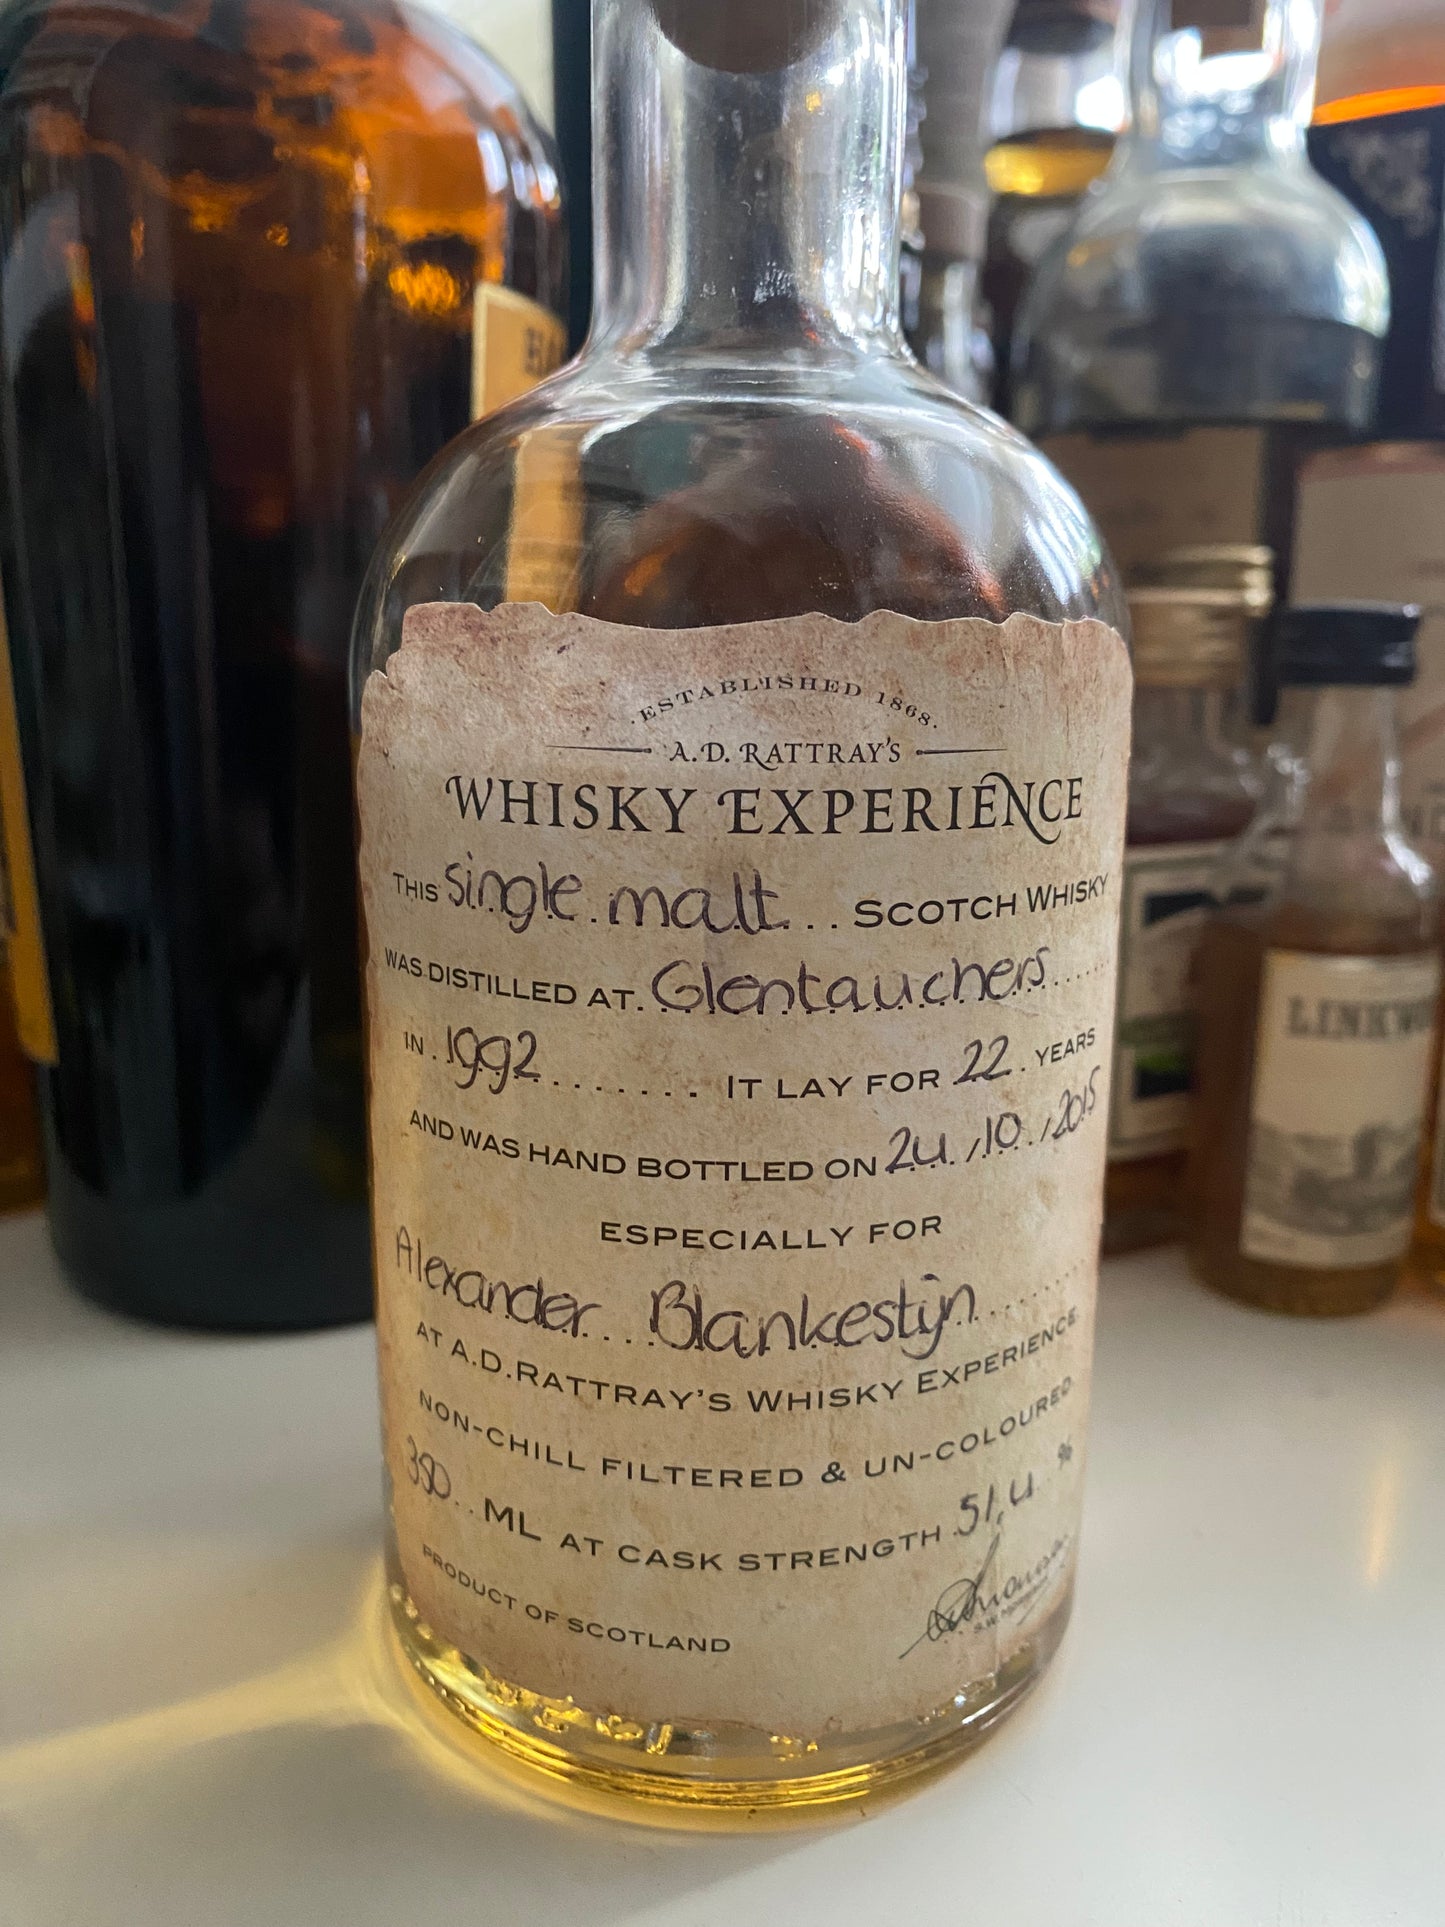 .ESTABLISHED 1868.
A.D. RATTRAY'S
WHISKY EXPERIENCE
THIS single malt... SCOTCH WHISKY
WAS DISTILLED AT. Glentauchers......
IN .1992........ IT LAY FOR 22. YEARS
AND WAS HAND BOTTLED ON 24. /10. /2015
ESPECIALLY FOR
Alexander....Blankestijn..........
AT A.D.RATTRAY'S WHISKY EXPERIENCE.
NON-CHILL FILTERED & UN-COLOURED.
350.. ML AT CASK STRENGTH .51,4.. %
PRODUCT OF SCOTLAND
LINKW